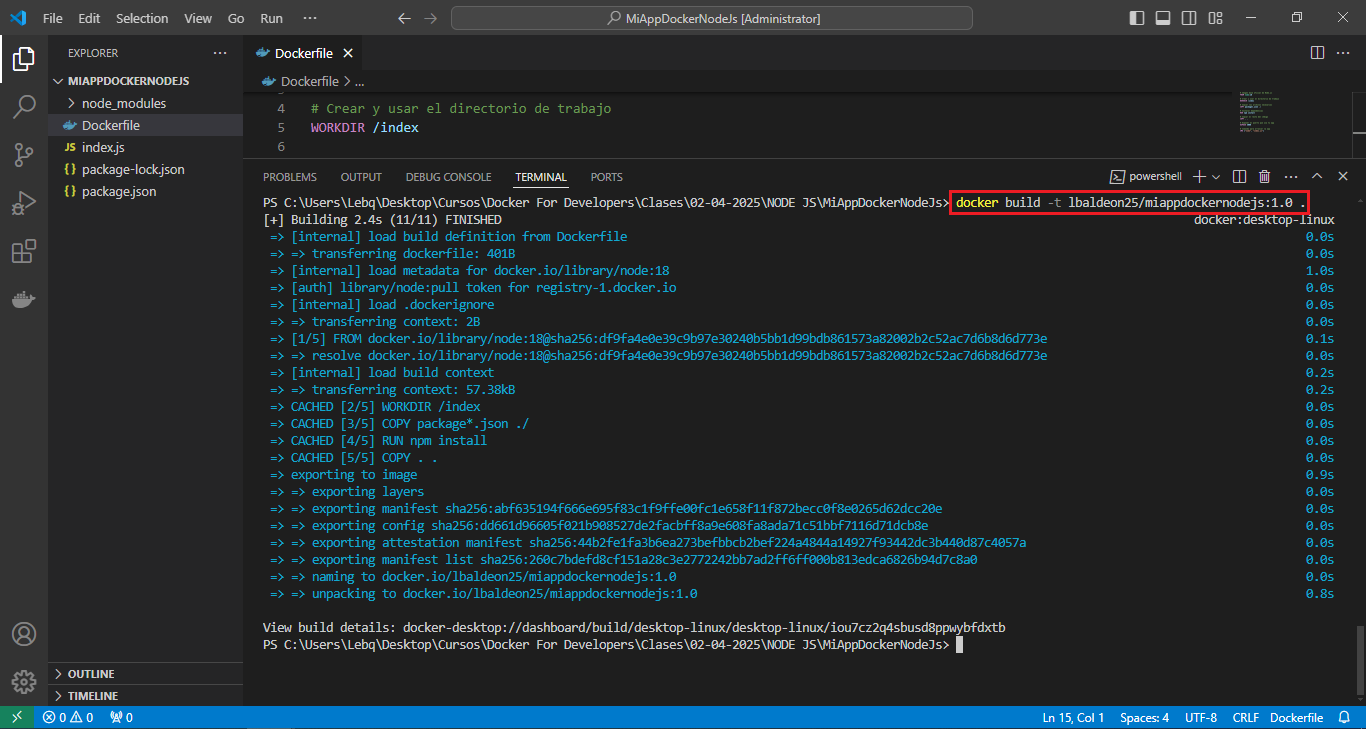 File Edit Selection View Go Run ··· MiAppDockerNodeJs [Administrator]
EXPLORER ···
MIAPPDOCKERNODEJS
node_modules
Dockerfile
JS index.js
{} package-lock.json
{} package.json
OUTLINE
TIMELINE
Dockerfile
Dockerfile > ...
4 # Crear y usar el directorio de trabajo
5 WORKDIR /index
6
PROBLEMS OUTPUT DEBUG CONSOLE TERMINAL PORTS powershell
PS C:\Users\Lebq\Desktop\Cursos\Docker For Developers\Clases\02-04-2025\NODE JS\MiAppDockerNodeJs> docker build -t lbaldeon25/miappdockernodejs:1.0 .
[+] Building 2.4s (11/11) FINISHED docker:desktop-linux
=> [internal] load build definition from Dockerfile 0.0s
=> => transferring dockerfile: 401B 0.0s
=> [internal] load metadata for docker.io/library/node:18 1.0s
=> [auth] library/node:pull token for registry-1.docker.io 0.0s
=> [internal] load .dockerignore 0.0s
=> => transferring context: 2B 0.0s
=> [1/5] FROM docker.io/library/node:18@sha256:df9fa4e0e39c9b97e30240b5bb1d99bdb861573a82002b2c52ac7d6b8d6d773e 0.1s
=> => resolve docker.io/library/node:18@sha256:df9fa4e0e39c9b97e30240b5bb1d99bdb861573a82002b2c52ac7d6b8d6d773e 0.0s
=> [internal] load build context 0.2s
=> => transferring context: 57.38kB 0.2s
=> CACHED [2/5] WORKDIR /index 0.0s
=> CACHED [3/5] COPY package*.json ./ 0.0s
=> CACHED [4/5] RUN npm install 0.0s
=> CACHED [5/5] COPY . . 0.0s
=> exporting to image 0.9s
=> => exporting layers 0.0s
=> => exporting manifest sha256:abf635194f666e695f83c1f9ffe00fc1e658f11f872becc0f8e0265d62dcc20e 0.0s
=> => exporting config sha256:dd661d96605f021b908527de2facbff8a9e608fa8ada71c51bbf7116d71dcb8e 0.0s
=> => exporting attestation manifest sha256:44b2fe1fa3b6ea273befbbcb2bef224a4844a14927f93442dc3b440d87c4057a 0.0s
=> => exporting manifest list sha256:260c7bdefd8cf151a28c3e2772242bb7ad2ff6ff000b813edca6826b94d7c8a0 0.0s
=> => naming to docker.io/lbaldeon25/miappdockernodejs:1.0 0.0s
=> => unpacking to docker.io/lbaldeon25/miappdockernodejs:1.0 0.8s
View build details: docker-desktop://dashboard/build/desktop-linux/desktop-linux/iou7cz2q4sbusd8ppwybfdxtb
PS C:\Users\Lebq\Desktop\Cursos\Docker For Developers\Clases\02-04-2025\NODE JS\MiAppDockerNodeJs>
0 0 0 Ln 15, Col 1 Spaces: 4 UTF-8 CRLF Dockerfile